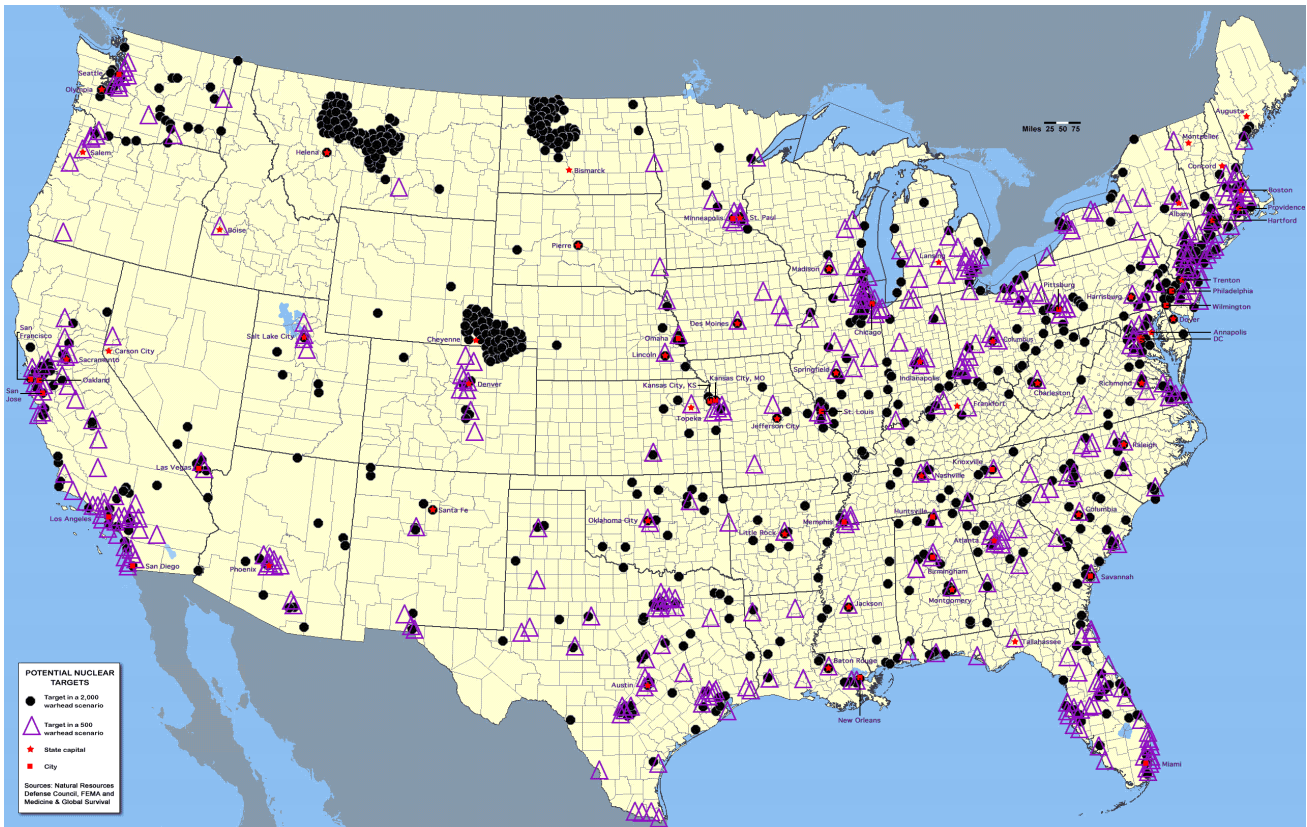 Seattle
Olympia
Salem
Helena
Bismarck
Boise
Pierre
Minneapolis
St. Paul
Augusta
Montpelier
Concord
Boston
Providence
Hartford
Albany
Miles 25 50 75
Madison
Lansing
Pittsburg
Harrisburg
Trenton
Philadelphia
Wilmington
Dover
Annapolis
DC
San
Francisco
Carson City
Sacramento
Oakland
San
Jose
Salt Lake City
Cheyenne
Denver
Des Moines
Omaha
Lincoln
Chicago
Columbus
Springfield
Indianapolis
Kansas City, KS
Kansas City, MO
Topeka
Jefferson City
St. Louis
Frankfort
Charleston
Richmond
Raleigh
Las Vegas
Santa Fe
Los Angeles
San Diego
Phoenix
Oklahoma City
Little Rock
Memphis
Nashville
Knoxville
Huntsville
Columbia
Atlanta
Birmingham
Savannah
Montgomery
Jackson
Tallahassee
Baton Rouge
Austin
New Orleans
Miami
POTENTIAL NUCLEAR
TARGETS
Target in a 2,000
warhead scenario
Target in a 500
warhead scenario
State capital
City
Sources: Natural Resources
Defense Council, FEMA and
Medicine & Global Survival